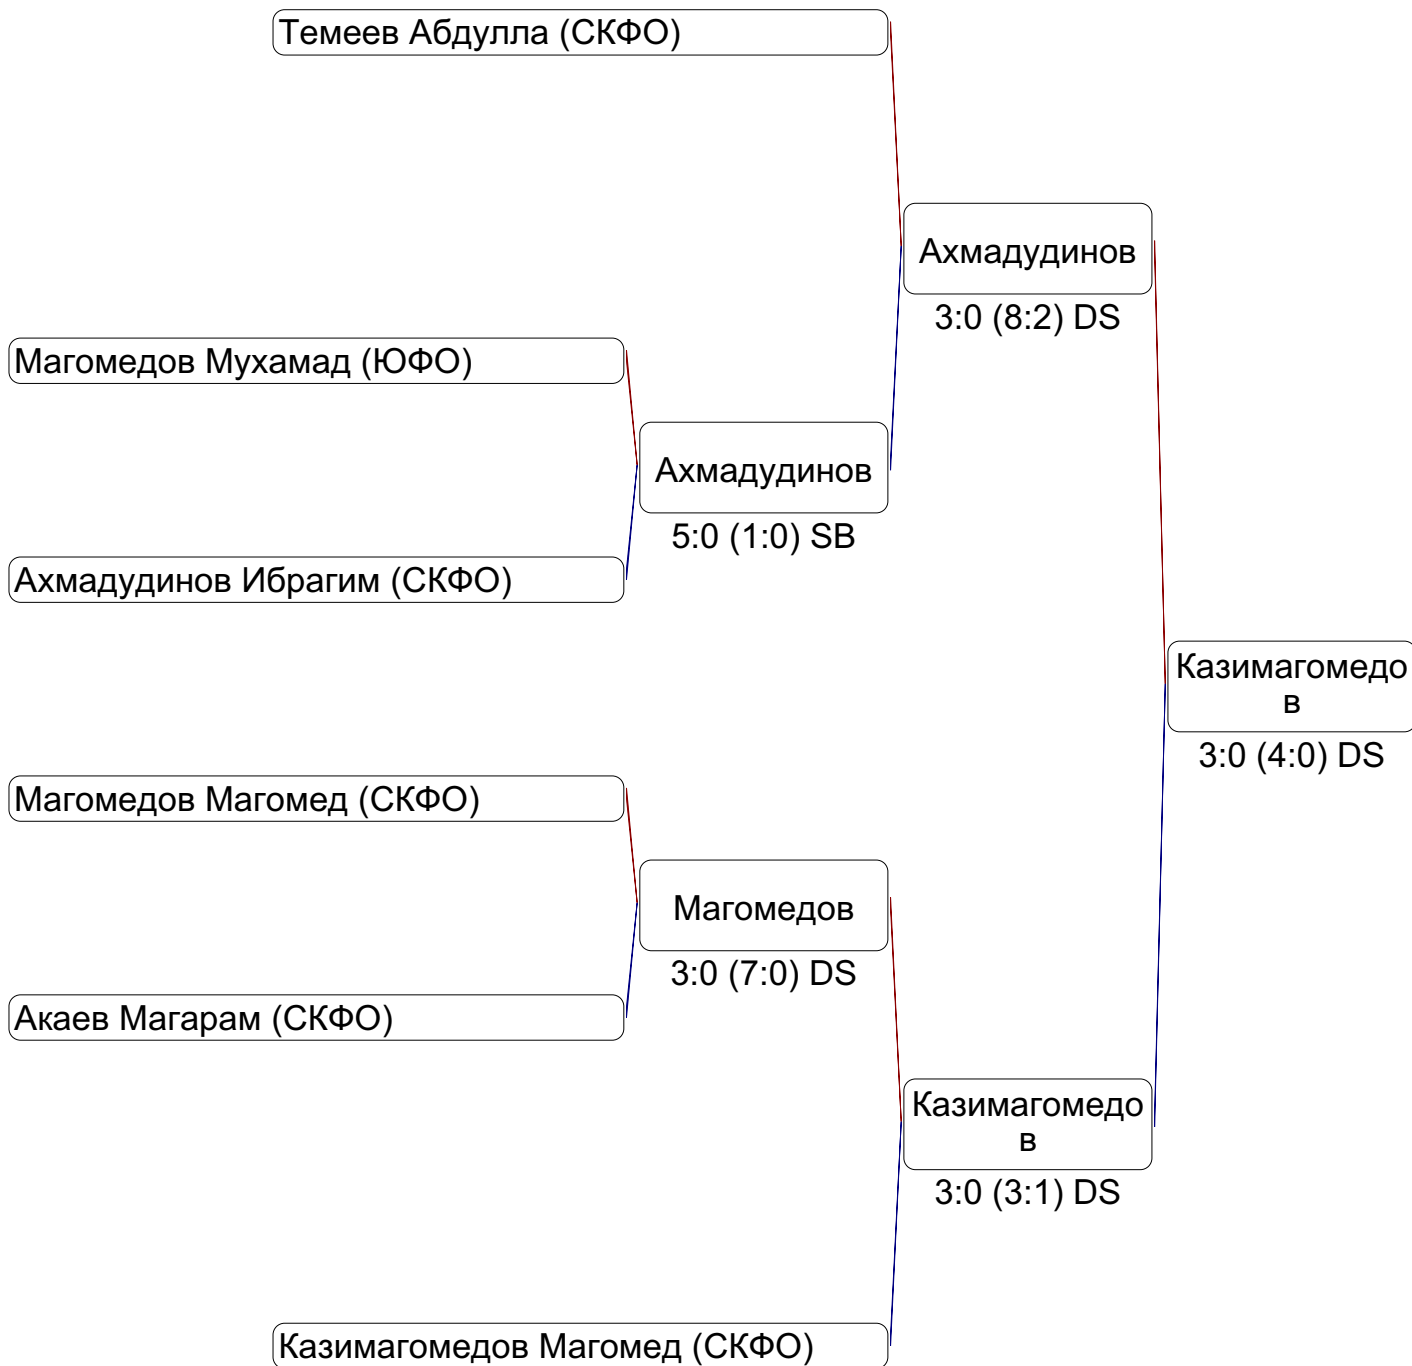 Темеев Абдулла (СКФО)
Ахмадудинов
3:0 (8:2) DS
Магомедов Мухамад (ЮФО)
Ахмадудинов
5:0 (1:0) SB
Ахмадудинов Ибрагим (СКФО)
Казимагомедо
в
3:0 (4:0) DS
Магомедов Магомед (СКФО)
Магомедов
3:0 (7:0) DS
Акаев Магарам (СКФО)
Казимагомедо
в
3:0 (3:1) DS
Казимагомедов Магомед (СКФО)